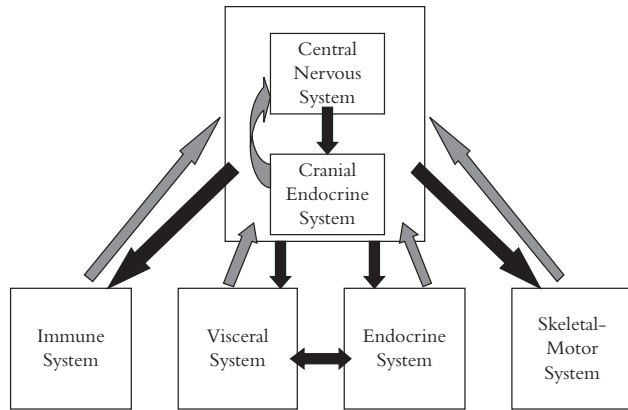 Central
Nervous
System
Cranial
Endocrine
System
Immune
System
Visceral
System
Endocrine
System
Skeletal-
Motor
System